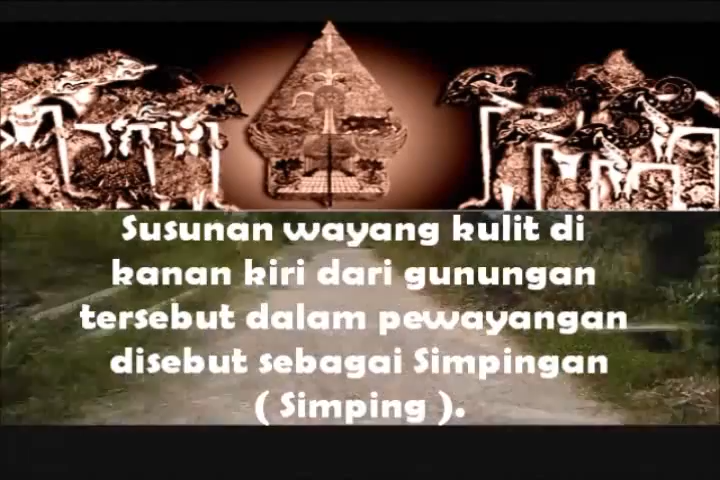 Susunan wayang kulit di
kanan kiri dari gunungan
tersebut dalam pewayangan
disebut sebagai Simpingan
( Simping ).